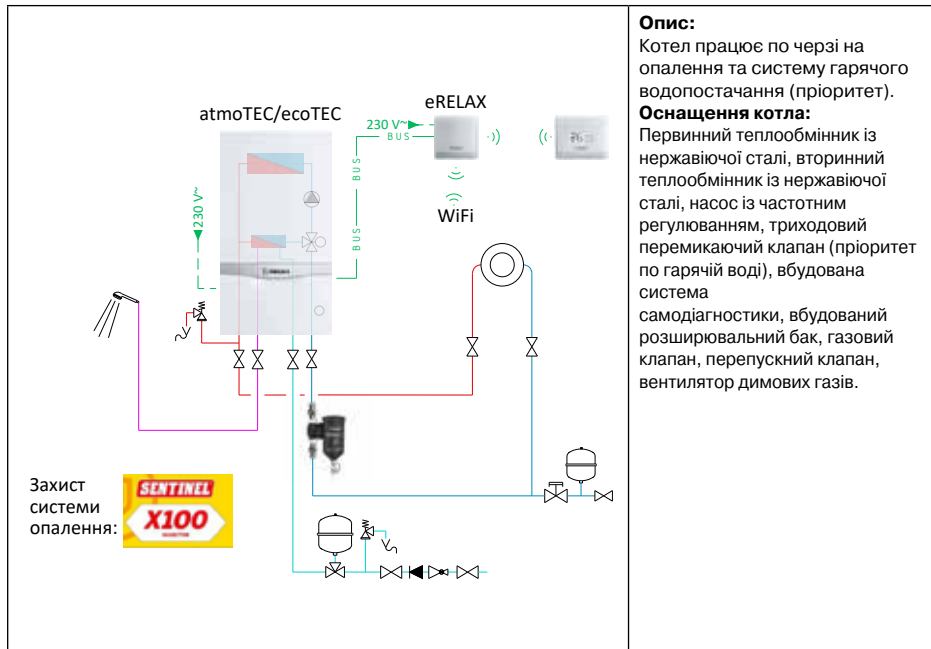 atmoTEC/ecoTEC
eRELAX
230 V~
BUS
BUS
BUS
230 V~
WiFi
Захист
системи
опалення:
SENTINEL
X100
Опис:
Котел працює по черзі на
опалення та систему гарячого
водопостачання (пріоритет).
Оснащення котла:
Первинний теплообмінник із
нержавіючої сталі, вторинний
теплообмінник із нержавіючої
сталі, насос із частотним
регулюванням, триходовий
перемикаючий клапан (пріоритет
по гарячій воді), вбудована
система
самодіагностики, вбудований
розширювальний бак, газовий
клапан, перепускний клапан,
вентилятор димових газів.